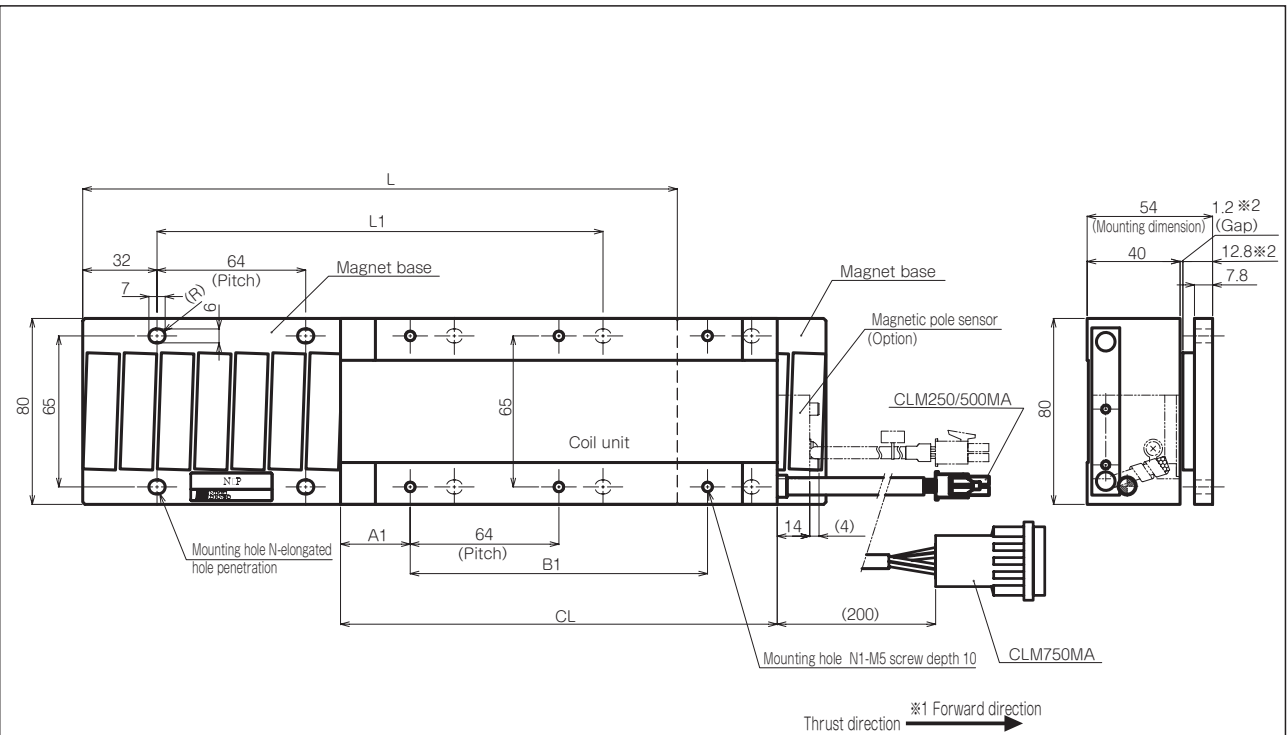 L
54
1.2 ※2
(Mounting dimension)
(Gap)
L1
40
12.8※2
32
64
(Pitch)
Magnet base
Magnet base
7.8
7
(R)
6
Magnetic pole sensor
(Option)
80
65
65
CLM250/500MA
80
Coil unit
N P
A1
64
(Pitch)
14
(4)
Mounting hole N-elongated
hole penetration
B1
CL
(200)
Mounting hole N1-M5 screw depth 10
CLM750MA
※1 Forward direction
Thrust direction